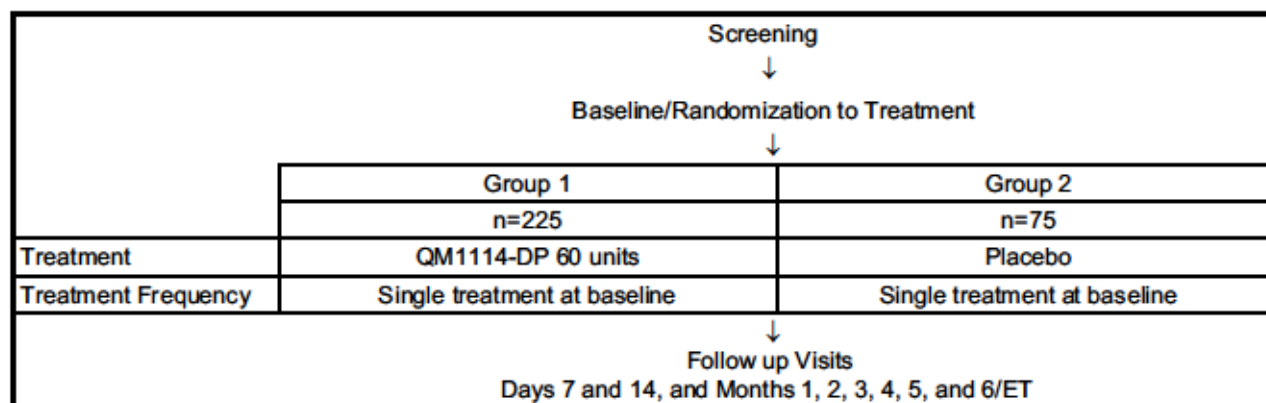 Screening
↓
Baseline/Randomization to Treatment
↓
Group 1 Group 2
n=225 n=75
Treatment QM1114-DP 60 units Placebo
Treatment Frequency Single treatment at baseline Single treatment at baseline
↓
Follow up Visits
Days 7 and 14, and Months 1, 2, 3, 4, 5, and 6/ET